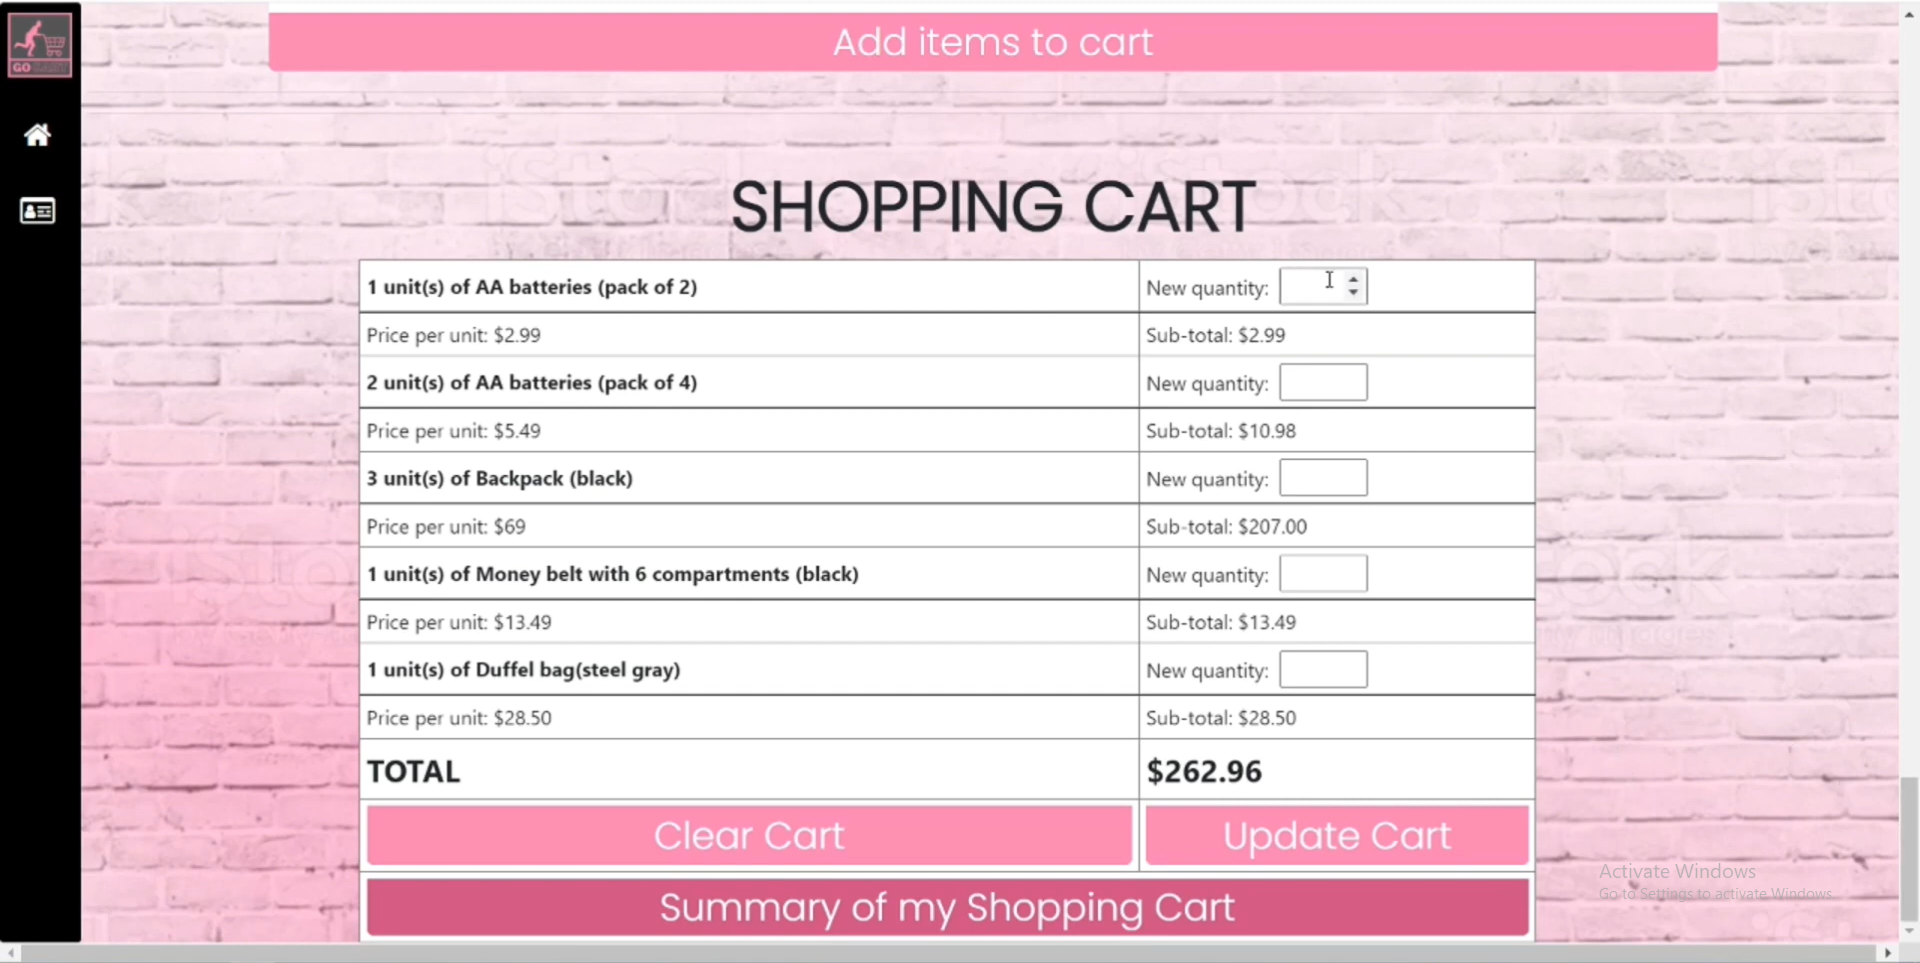 GO
Add items to cart
SHOPPING CART
1 unit(s) of AA batteries (pack of 2) New quantity:
Price per unit: $2.99 Sub-total: $2.99
2 unit(s) of AA batteries (pack of 4) New quantity:
Price per unit: $5.49 Sub-total: $10.98
3 unit(s) of Backpack (black) New quantity:
Price per unit: $69 Sub-total: $207.00
1 unit(s) of Money belt with 6 compartments (black) New quantity:
Price per unit: $13.49 Sub-total: $13.49
1 unit(s) of Duffel bag(steel gray) New quantity:
Price per unit: $28.50 Sub-total: $28.50
TOTAL $262.96
Clear Cart Update Cart
Activate Windows
Go to Settings to activate Windows.
Summary of my Shopping Cart